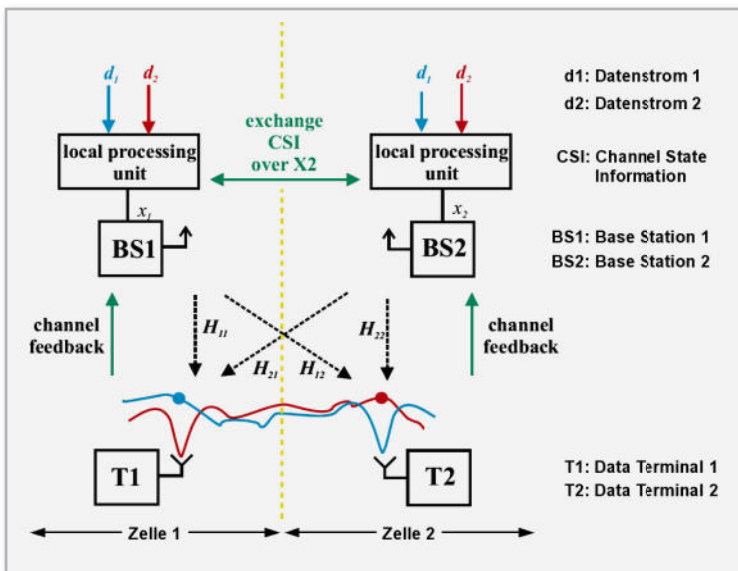 d₁ d₂
d₁ d₂
d1: Datenstrom 1
d2: Datenstrom 2
exchange
CSI
over X2
local processing
unit
local processing
unit
CSI: Channel State
Information
x₁
x₂
BS1
BS2
BS1: Base Station 1
BS2: Base Station 2
channel
feedback
H₁₁
H₂₁
H₁₂
H₂₂
channel
feedback
T1
T2
T1: Data Terminal 1
T2: Data Terminal 2
Zelle 1
Zelle 2